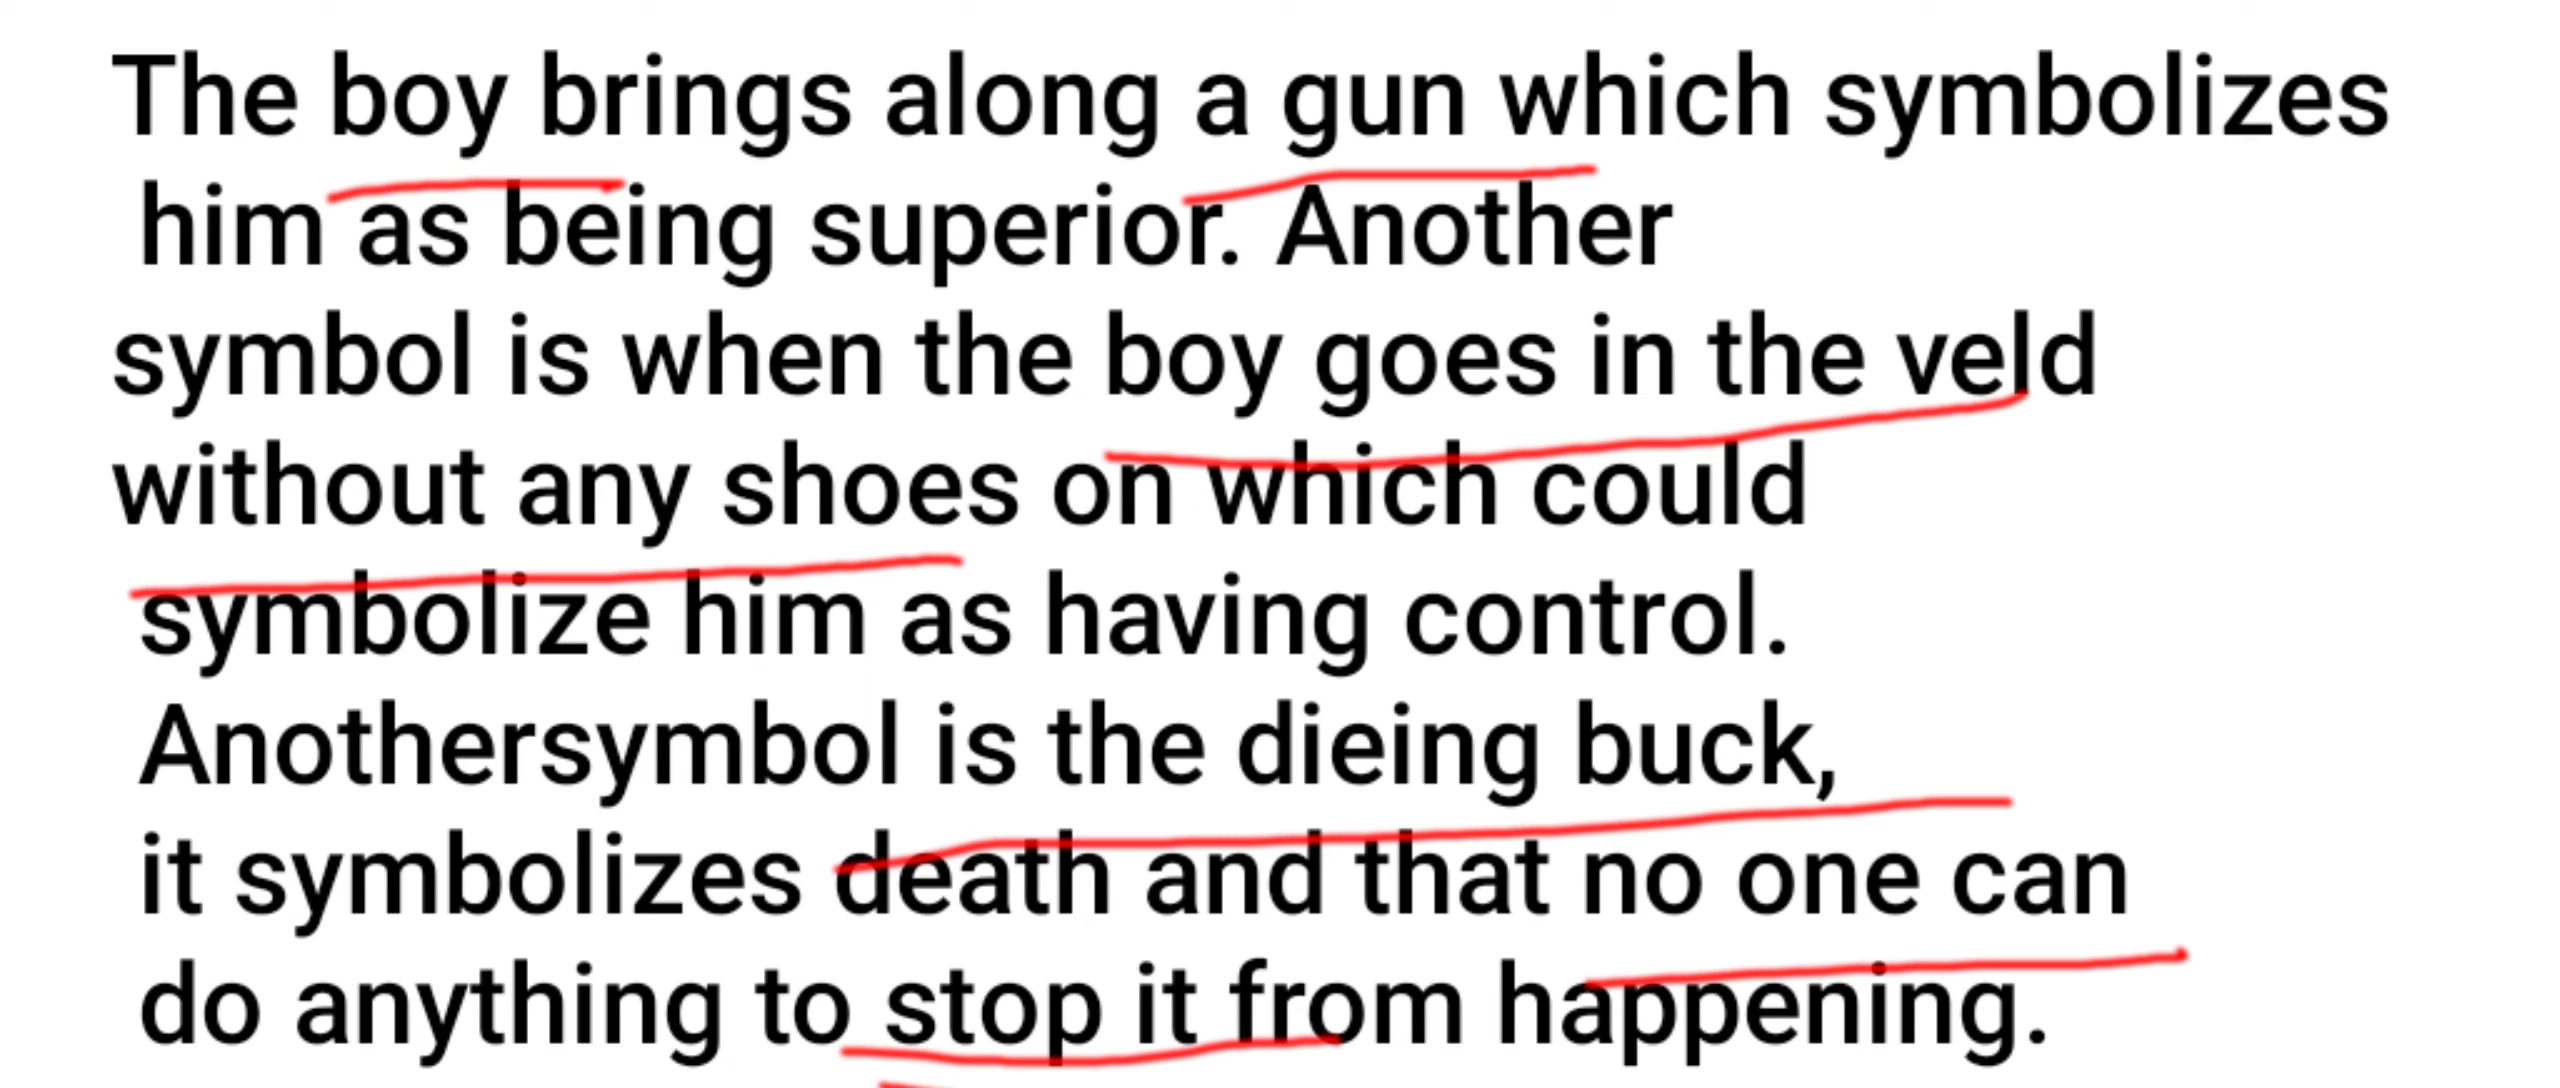 The boy brings along a gun which symbolizes
him as being superior. Another
symbol is when the boy goes in the veld
without any shoes on which could
symbolize him as having control.
Anothersymbol is the dieing buck,
it symbolizes death and that no one can
do anything to stop it from happening.